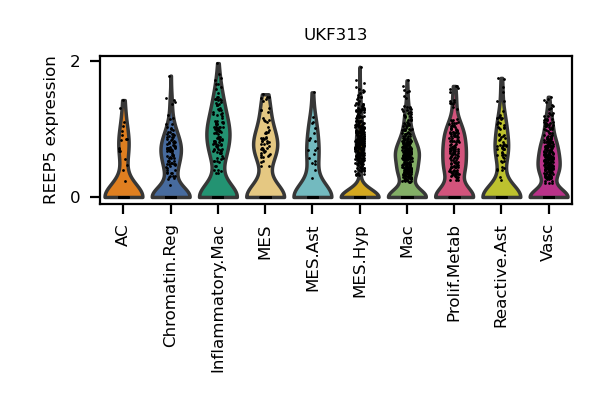 UKF313
REEP5 expression
2
0
AC
Chromatin.Reg
Inflammatory.Mac
MES
MES.Ast
MES.Hyp
Mac
Prolif.Metab
Reactive.Ast
Vasc